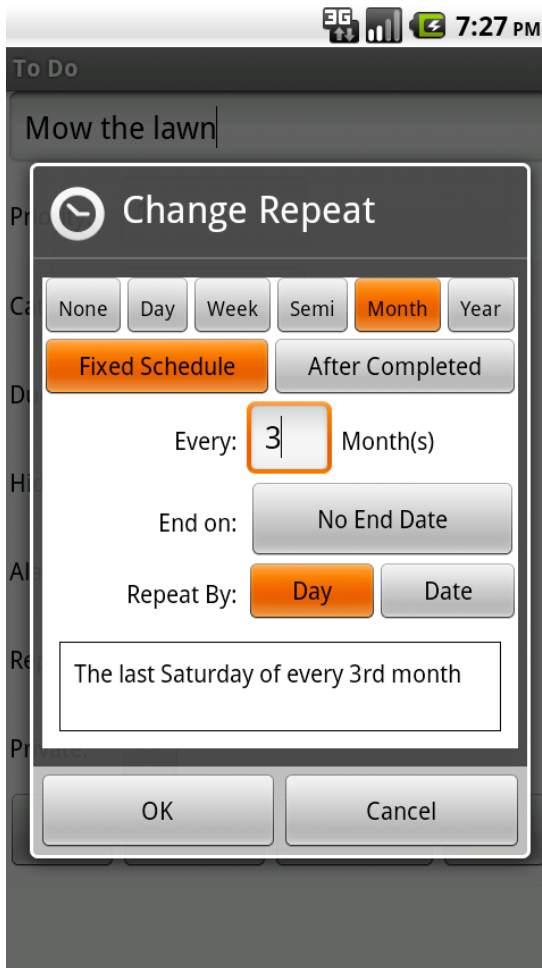 3G 7:27 PM
To Do
Mow the lawn
Change Repeat
None Day Week Semi Month Year
Fixed Schedule After Completed
Every: 3 Month(s)
End on: No End Date
Repeat By: Day Date
The last Saturday of every 3rd month
Private:
OK Cancel